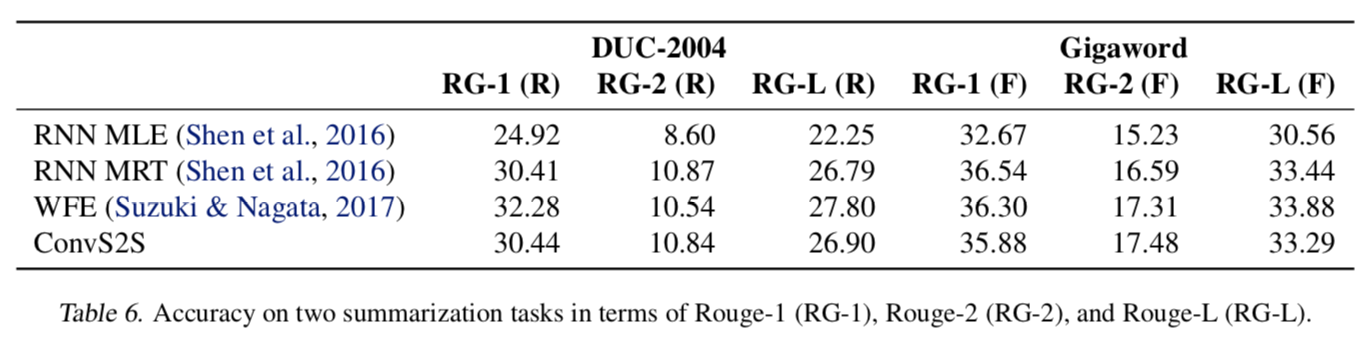 DUC-2004 Gigaword
RG-1 (R) RG-2 (R) RG-L (R) RG-1 (F) RG-2 (F) RG-L (F)
RNN MLE (Shen et al., 2016) 24.92 8.60 22.25 32.67 15.23 30.56
RNN MRT (Shen et al., 2016) 30.41 10.87 26.79 36.54 16.59 33.44
WFE (Suzuki & Nagata, 2017) 32.28 10.54 27.80 36.30 17.31 33.88
ConvS2S 30.44 10.84 26.90 35.88 17.48 33.29
Table 6. Accuracy on two summarization tasks in terms of Rouge-1 (RG-1), Rouge-2 (RG-2), and Rouge-L (RG-L).